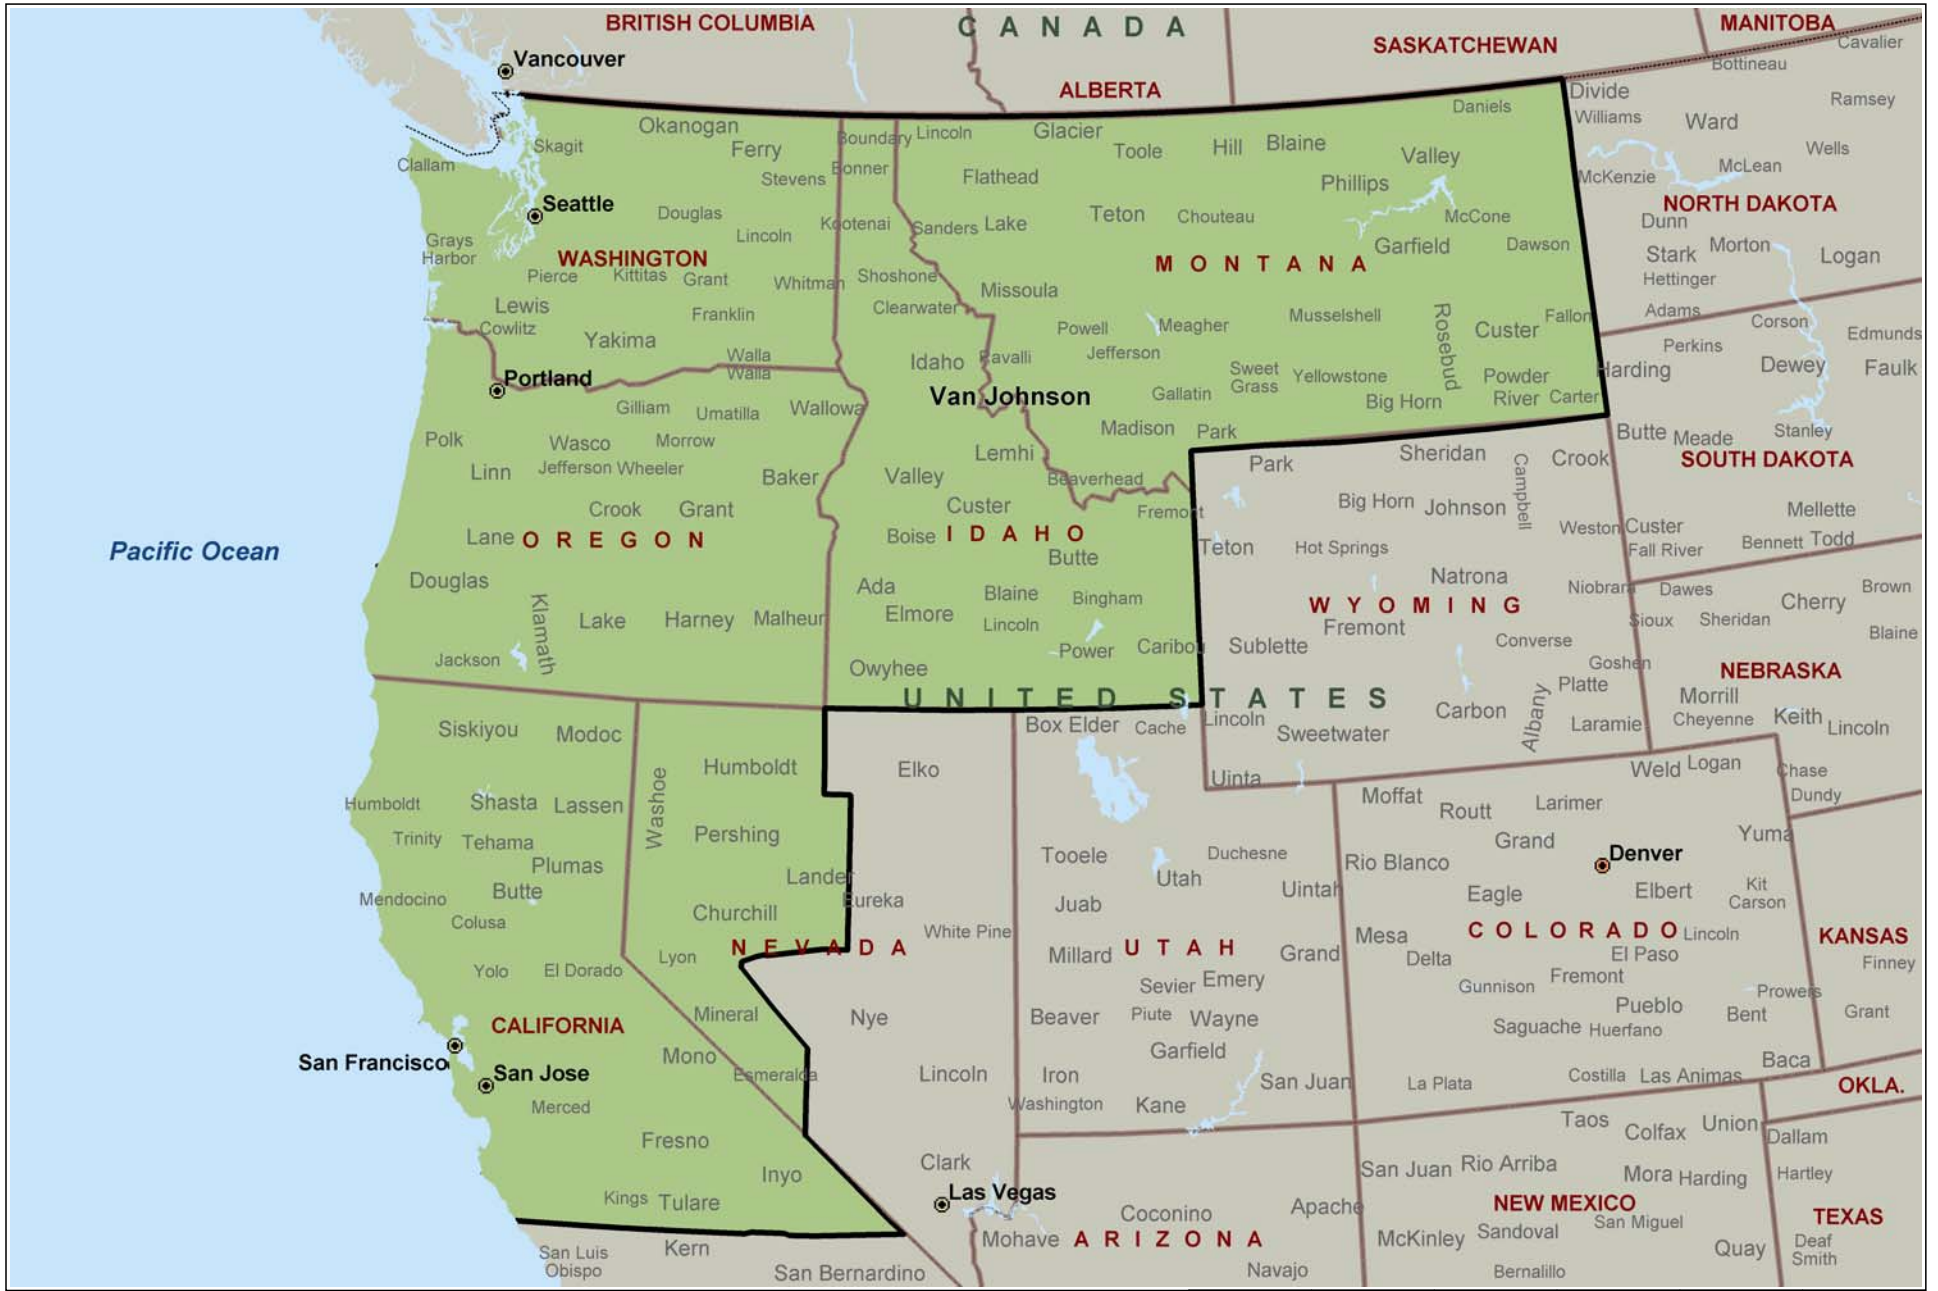 BRITISH COLUMBIA
CANADA
MANITOBA
SASKATCHEWAN
ALBERTA
Cavalier
Bottineau
Vancouver
Divide
Williams
Ward
Ramsey
Wells
McLean
McKenzie
NORTH DAKOTA
Dunn
Stark
Morton
Logan
Hettinger
Adams
Okanogan
Skagit
Ferry
Clallam
Stevens
Seattle
Douglas
Lincoln
Grays
Harbor
WASHINGTON
Pierce
Kittitas
Grant
Whitman
Lewis
Cowlitz
Franklin
Yakima
Walla
Walla
Boundary
Bonner
Kootenai
Shoshone
Clearwater
Idaho
Lincoln
Glacier
Toole
Hill
Blaine
Daniels
Valley
Phillips
Flathead
Sanders
Lake
Teton
Chouteau
McCone
Garfield
Dawson
MONTANA
Missoula
Powell
Meagher
Musselshell
Rosebud
Custer
Fallon
Ravalli
Jefferson
Sweet
Grass
Yellowstone
Powder
River
Carter
Gallatin
Big Horn
Madison
Park
Van Johnson
Beaverhead
Corson
Edmunds
Perkins
Harding
Dewey
Faulk
Butte
Meade
Stanley
SOUTH DAKOTA
Mellette
Custer
Fall River
Bennett
Todd
Portland
Gilliam
Umatilla
Wallowa
Polk
Wasco
Morrow
Linn
Jefferson
Wheeler
Baker
Crook
Grant
Lane
OREGON
Douglas
Klamath
Lake
Harney
Malheur
Jackson
Pacific Ocean
Lemhi
Valley
Custer
Fremont
Boise
IDAHO
Butte
Ada
Blaine
Bingham
Elmore
Lincoln
Power
Caribou
Owyhee
UNITED STATES
Park
Sheridan
Campbell
Crook
Big Horn
Johnson
Weston
Teton
Hot Springs
Natrona
Niobrara
WYOMING
Fremont
Converse
Sublette
Goshen
Platte
Albany
Carbon
Laramie
Lincoln
Sweetwater
Uinta
Dawes
Brown
Cherry
Sioux
Sheridan
Blaine
NEBRASKA
Morrill
Cheyenne
Keith
Lincoln
Chase
Dundy
Siskiyou
Modoc
Humboldt
Shasta
Lassen
Trinity
Tehama
Plumas
Butte
Mendocino
Colusa
Yolo
El Dorado
CALIFORNIA
San Francisco
San Jose
Mono
Merced
Fresno
Inyo
Kings
Tulare
San Luis
Obispo
Kern
San Bernardino
Washoe
Humboldt
Elko
Pershing
Lander
Eureka
Churchill
White Pine
NEVADA
Lyon
Mineral
Nye
Esmeralda
Lincoln
Clark
Las Vegas
Box Elder
Cache
Tooele
Duchesne
Utah
Uintah
Juab
Millard
UTAH
Grand
Sevier
Emery
Beaver
Piute
Wayne
Garfield
Iron
San Juan
Washington
Kane
Weld
Logan
Moffat
Routt
Larimer
Grand
Yuma
Denver
Rio Blanco
Eagle
Elbert
Kit
Carson
COLORADO
Lincoln
Mesa
Delta
El Paso
Fremont
Gunnison
Prowers
Pueblo
Bent
Saguache
Huerfano
Baca
La Plata
Costilla
Las Animas
KANSAS
Finney
Grant
OKLA.
Coconino
Apache
Mohave
ARIZONA
Navajo
Taos
Colfax
Union
San Juan
Rio Arriba
Mora
Harding
NEW MEXICO
San Miguel
McKinley
Sandoval
Quay
Bernalillo
Dallam
Hartley
TEXAS
Deaf
Smith